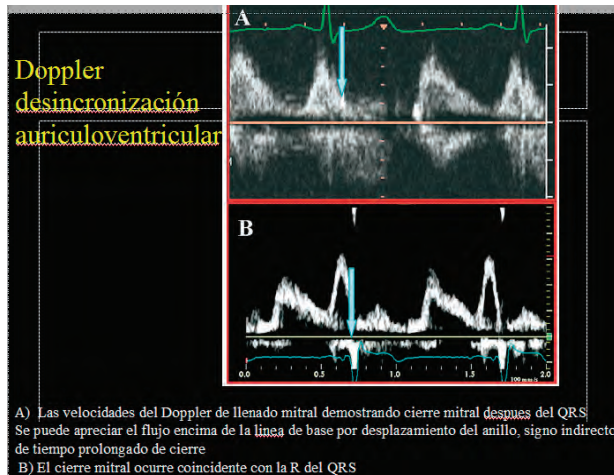 A
Doppler
desincronización
auriculoventricular
B
0.0 0.5 1.0 1.5 2.0
100 mm/s
A) Las velocidades del Doppler de llenado mitral demostrando cierre mitral despues del QRS
Se puede apreciar el flujo encima de la linea de base por desplazamiento del anillo, signo indirecto
de tiempo prolongado de cierre
B) El cierre mitral ocurre coincidente con la R del QRS